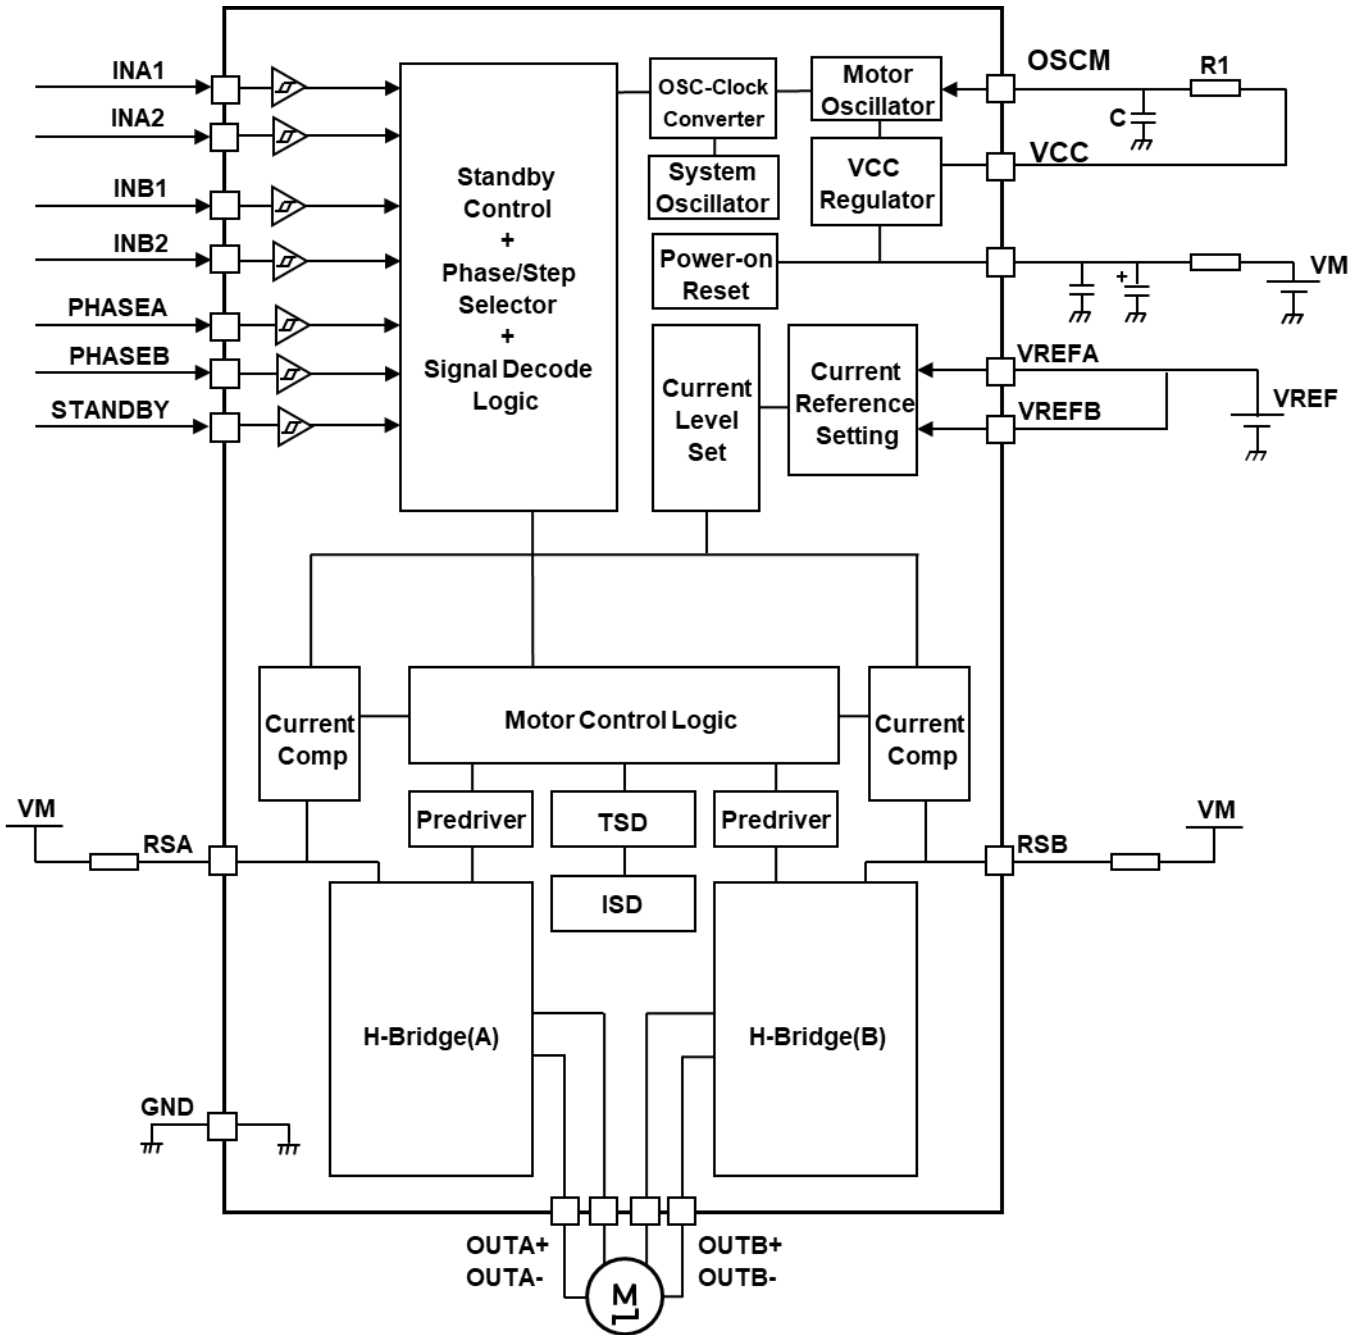 INA1
INA2
INB1
INB2
PHASEA
PHASEB
STANDBY
Standby
Control
+
Phase/Step
Selector
+
Signal Decode
Logic
OSC-Clock
Converter
Motor
Oscillator
System
Oscillator
VCC
Regulator
Power-on
Reset
Current
Level
Set
Current
Reference
Setting
OSCM
R1
C
VCC
+
VM
VREFA
VREFB
VREF
Current
Comp
Motor Control Logic
Current
Comp
Predriver
TSD
Predriver
ISD
VM
RSA
RSB
VM
H-Bridge(A)
H-Bridge(B)
GND
OUTA+
OUTA-
OUTB+
OUTB-
M